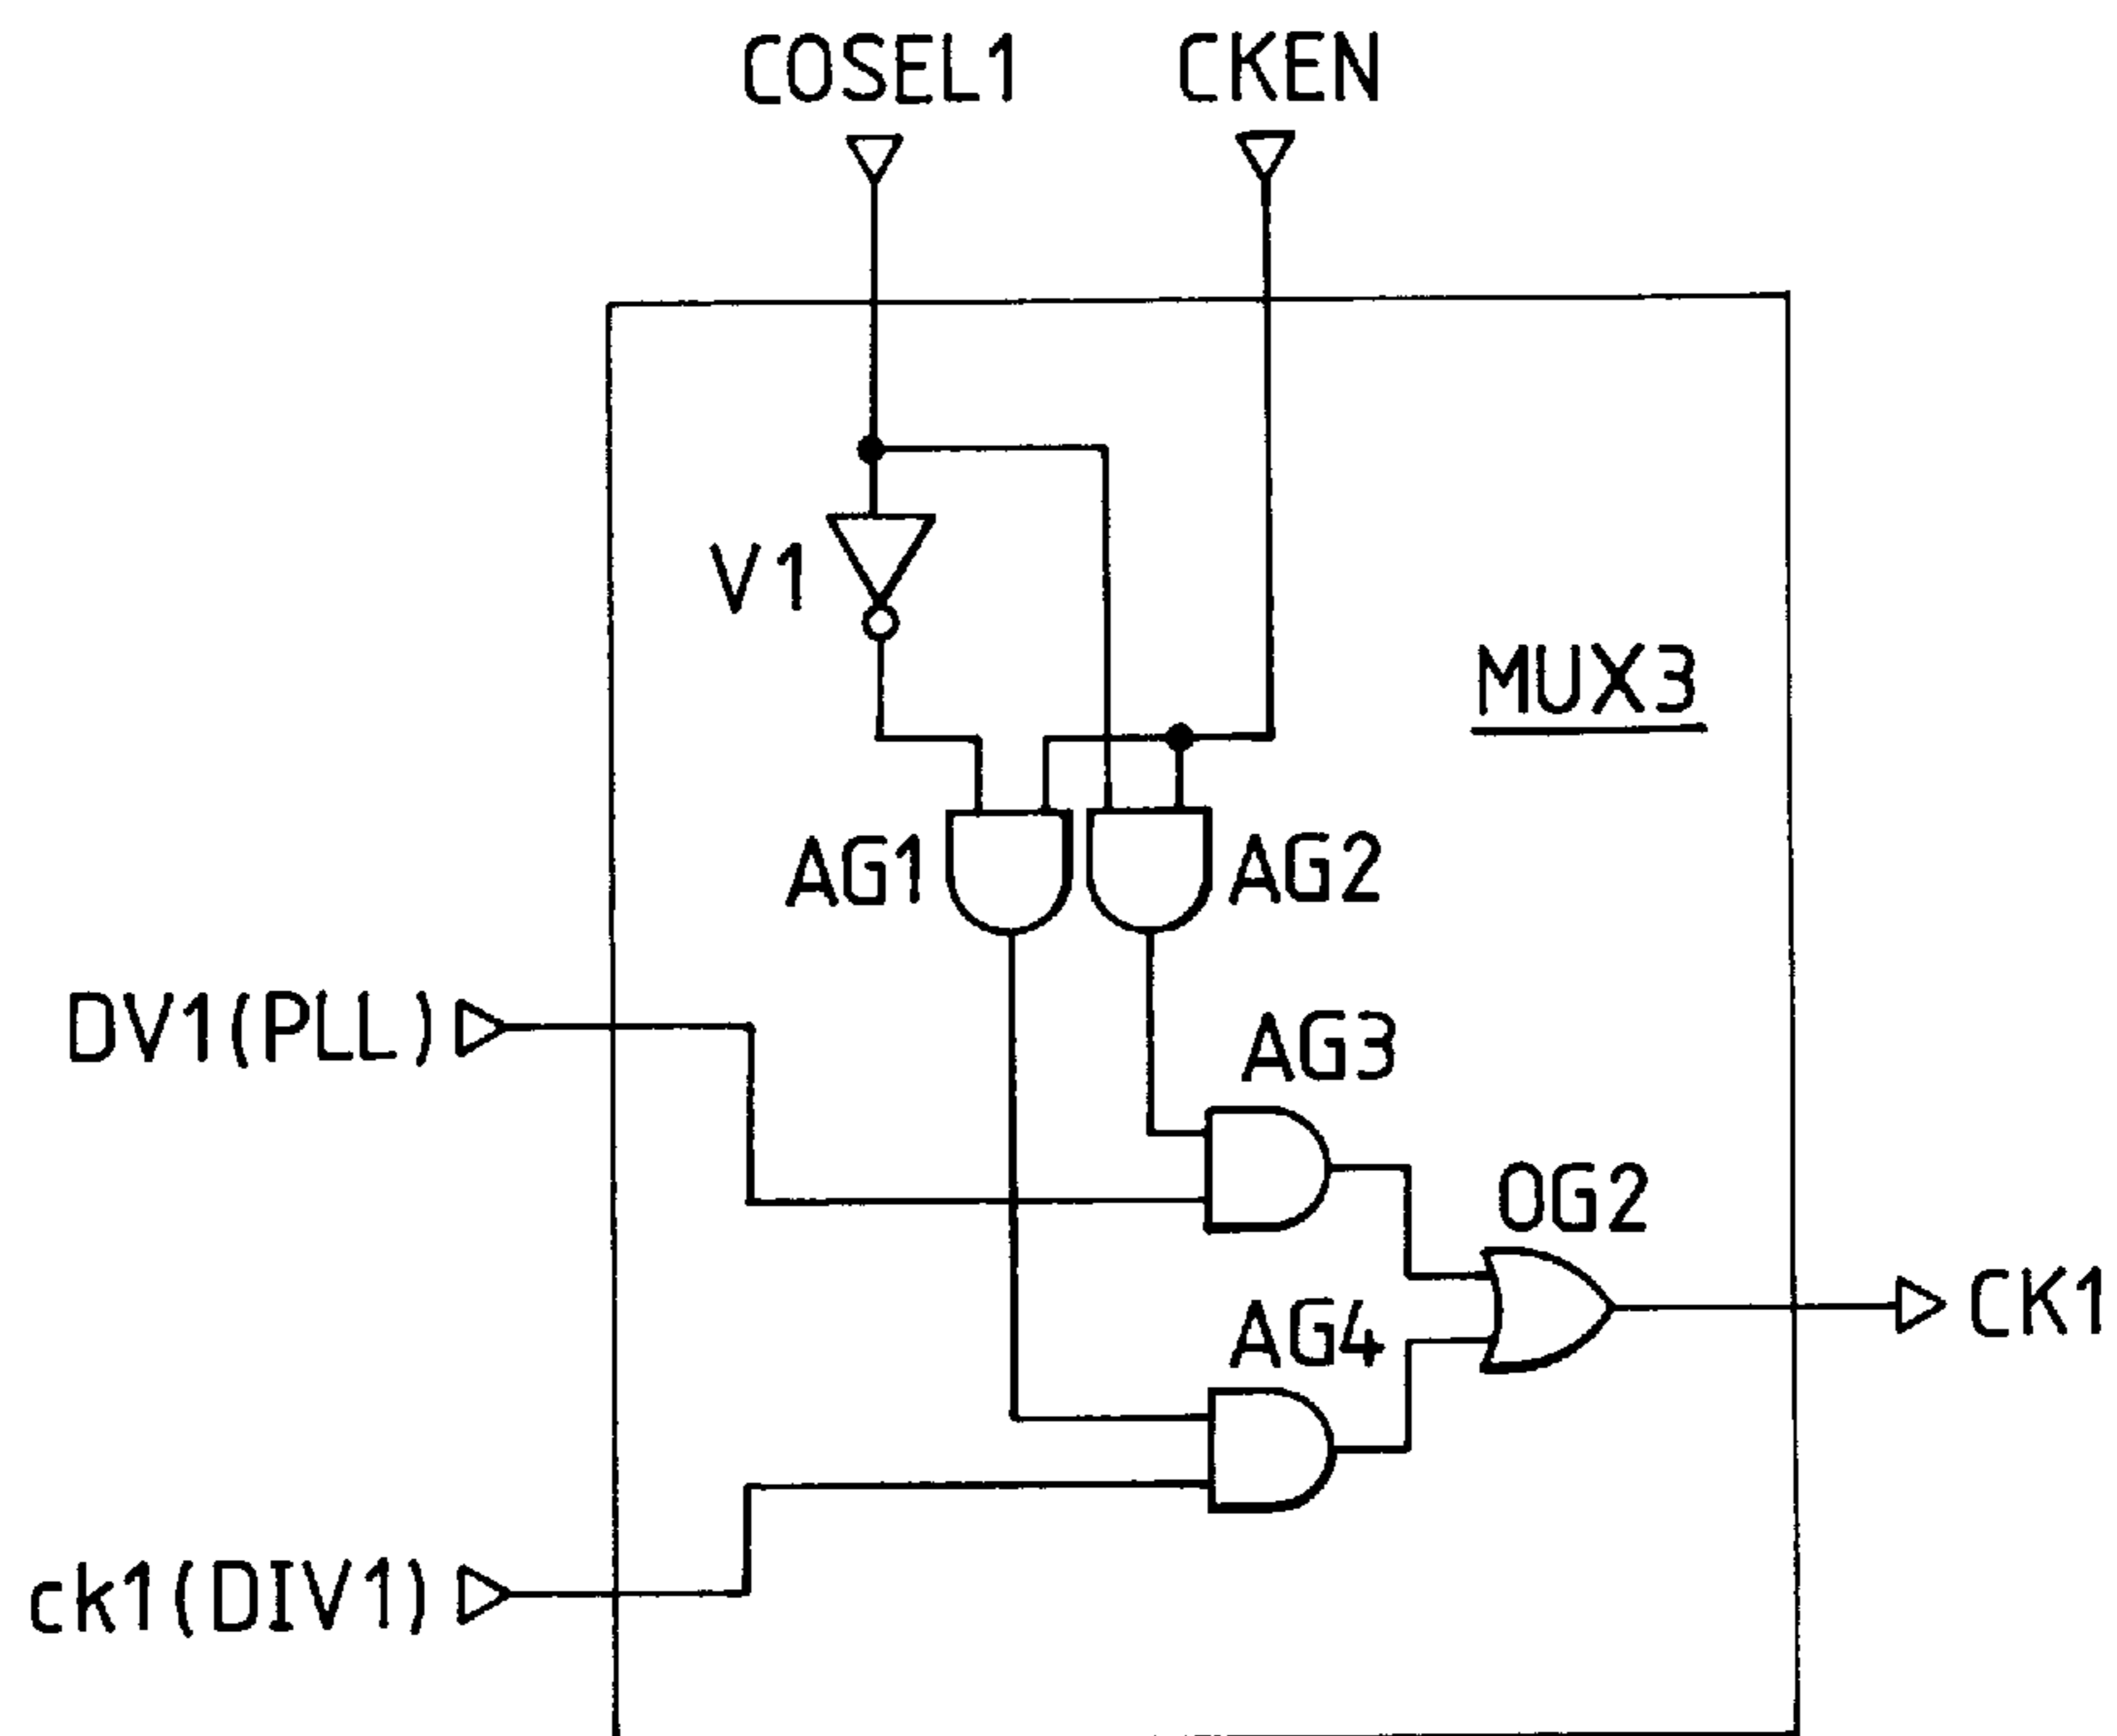 COSEL1
CKEN
V1
MUX3
AG1
AG2
DV1(PLL)
AG3
OG2
CK1
AG4
ck1(DIV1)